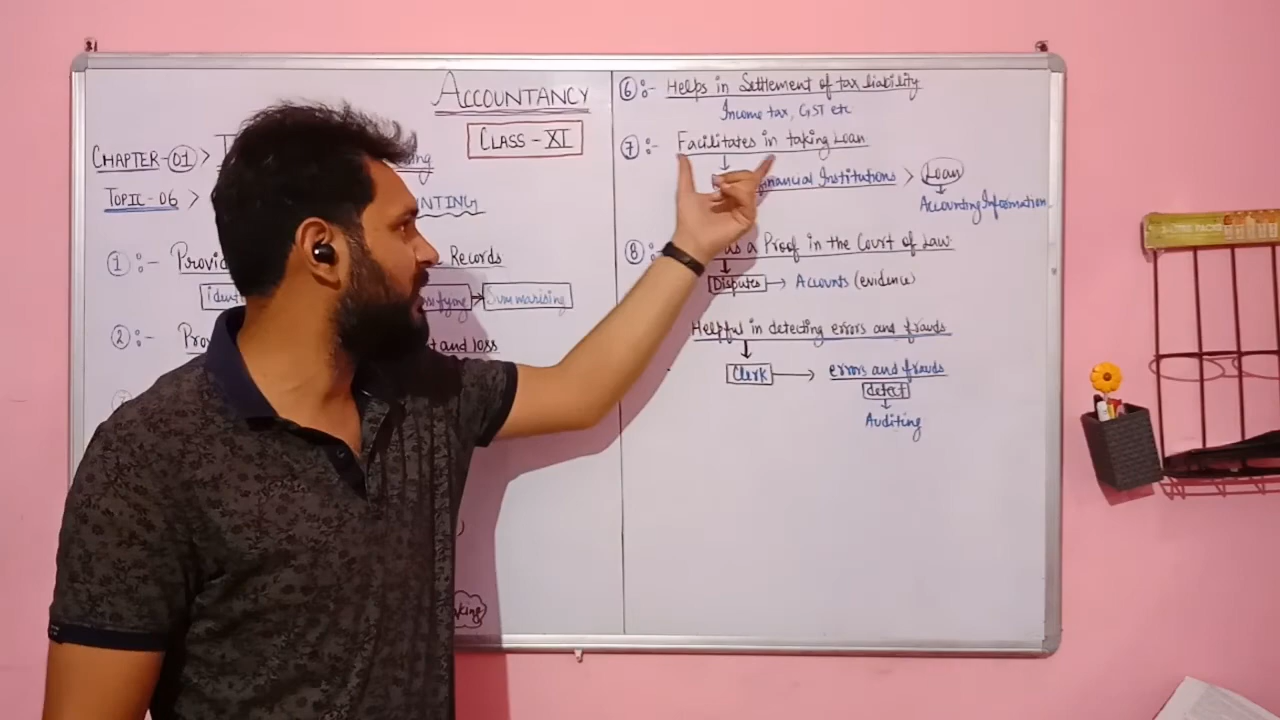 ACCOUNTANCY
CLASS - XI
CHAPTER-01 >
TOPIC-06 >
1 :-
Records
Summarising
2 :-
and loss
6 :- Helps in Settlement of tax liability
Income tax, GST etc
7 :- Facilitates in taking Loan
Financial Institutions > Loan
Accounting Information
8 :- as a Proof in the Court of Law
Disputes → Accounts (evidence)
Helpful in detecting errors and frauds
Clerk → errors and frauds
detect
Auditing